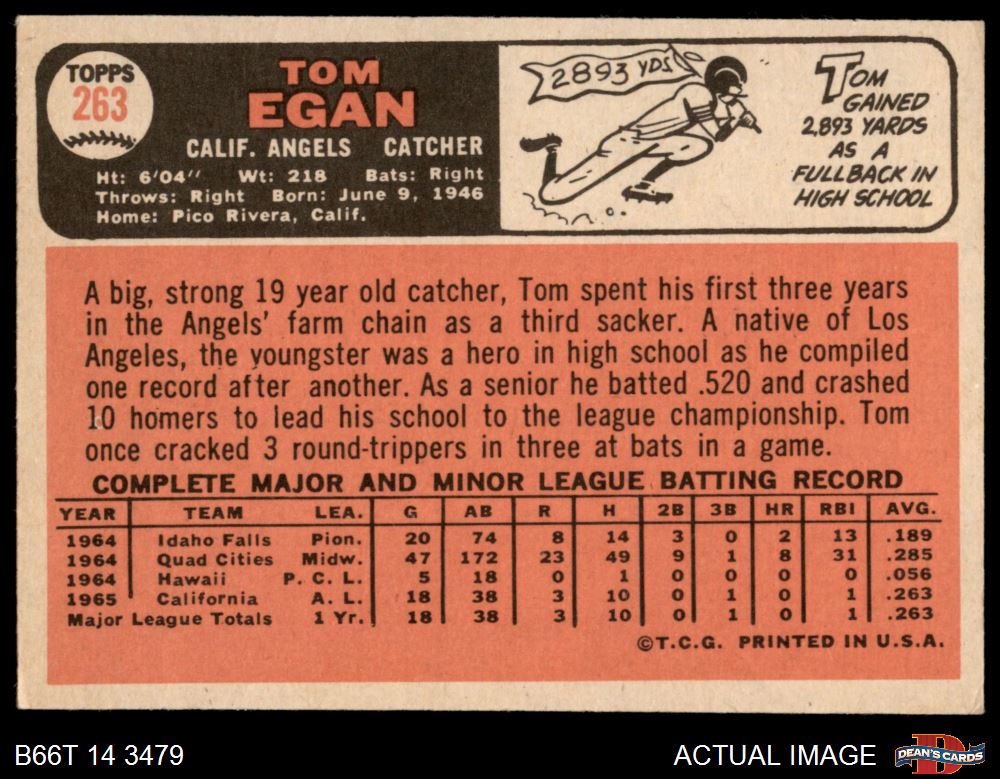 TOPPS
263
TOM
EGAN
CALIF. ANGELS CATCHER
Ht: 6'04" Wt: 218 Bats: Right
Throws: Right Born: June 9, 1946
Home: Pico Rivera, Calif.
2893 YDS
TOM
GAINED
2,893 YARDS
AS A
FULLBACK IN
HIGH SCHOOL
A big, strong 19 year old catcher, Tom spent his first three years
in the Angels' farm chain as a third sacker. A native of Los
Angeles, the youngster was a hero in high school as he compiled
one record after another. As a senior he batted .520 and crashed
10 homers to lead his school to the league championship. Tom
once cracked 3 round-trippers in three at bats in a game.
COMPLETE MAJOR AND MINOR LEAGUE BATTING RECORD
YEAR TEAM LEA. G AB R H 2B 3B HR RBI AVG.
1964 Idaho Falls Pion. 20 74 8 14 3 0 2 13 .189
1964 Quad Cities Midw. 47 172 23 49 9 1 8 31 .285
1964 Hawaii P. C. L. 5 18 0 1 0 0 0 0 .056
1965 California A. L. 18 38 3 10 0 1 0 1 .263
Major League Totals 1 Yr. 18 38 3 10 0 1 0 1 .263
©T.C.G. PRINTED IN U.S.A.
B66T 14 3479
ACTUAL IMAGE
D
DEAN'S CARDS